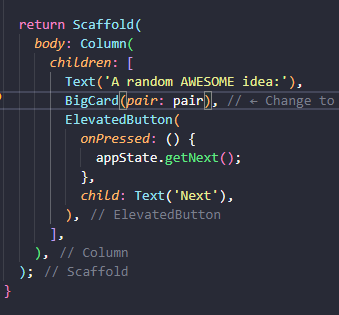 return Scaffold(
body: Column(
children: [
Text('A random AWESOME idea:'),
BigCard(pair: pair), // ← Change to
ElevatedButton(
onPressed: () {
appState.getNext();
},
child: Text('Next'),
), // ElevatedButton
],
), // Column
); // Scaffold
}